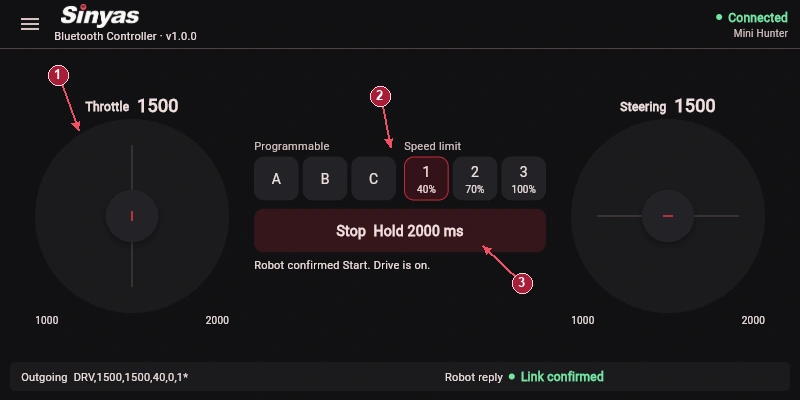 Sinyas
Bluetooth Controller · v1.0.0
Connected
Mini Hunter
1
2
Throttle 1500
Steering 1500
Programmable
Speed limit
A
B
C
1
40%
2
70%
3
100%
Stop Hold 2000 ms
Robot confirmed Start. Drive is on.
3
1000
2000
1000
2000
Outgoing DRV,1500,1500,40,0,1*
Robot reply Link confirmed